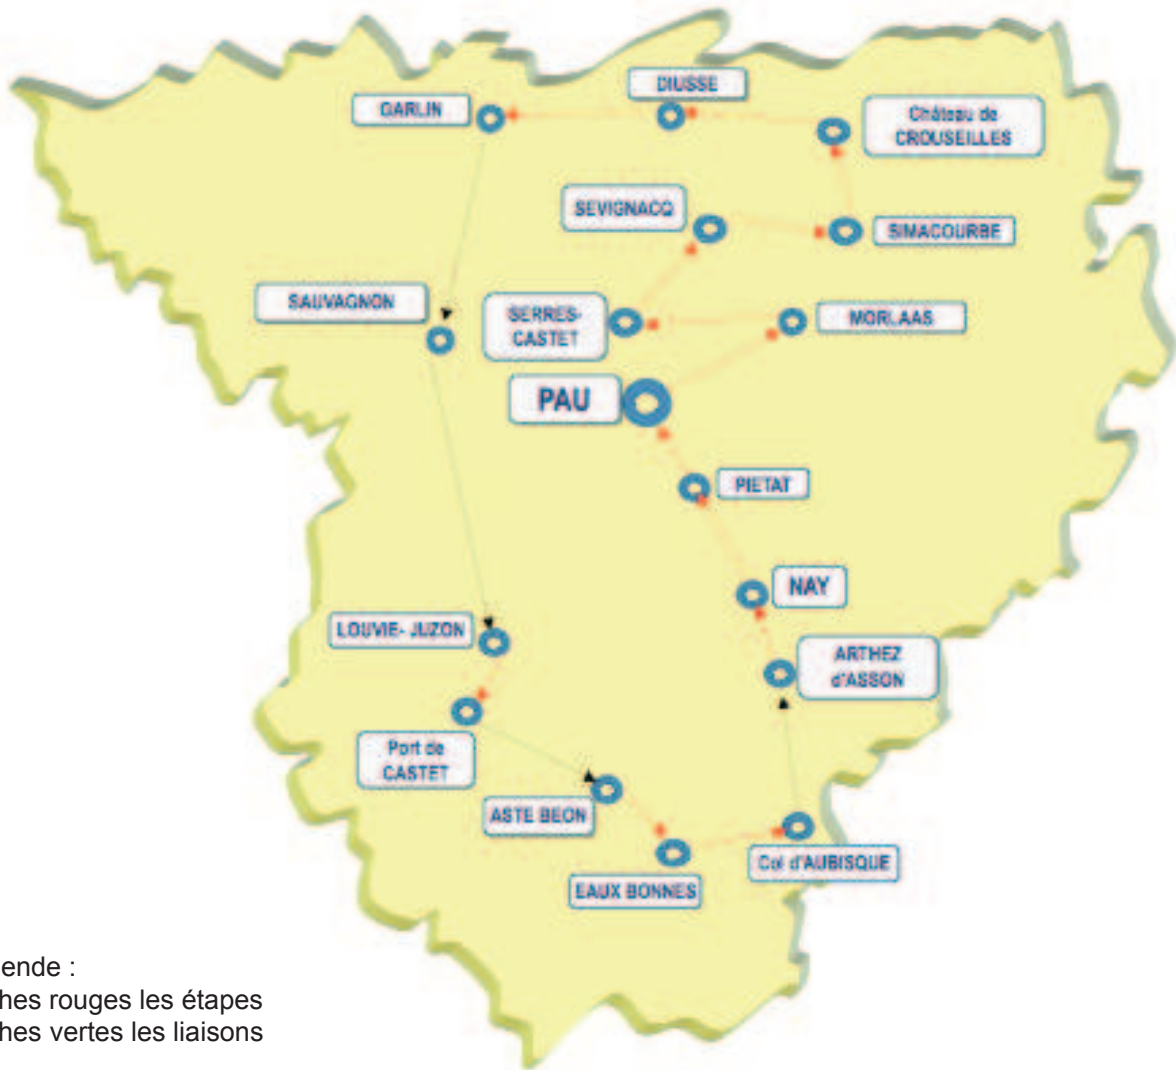 DIUSSE
GARLIN
Château de
CROUSEILLES
SEVIGNACQ
SIMACOURBE
SAUVAGNON
SERRES-
CASTET
MORLAAS
PAU
PIETAT
NAY
LOUVIE- JUZON
ARTHEZ
d'ASSON
Port de
CASTET
ASTE BEON
Col d'AUBISQUE
EAUX BONNES
ende :
hes rouges les étapes
hes vertes les liaisons